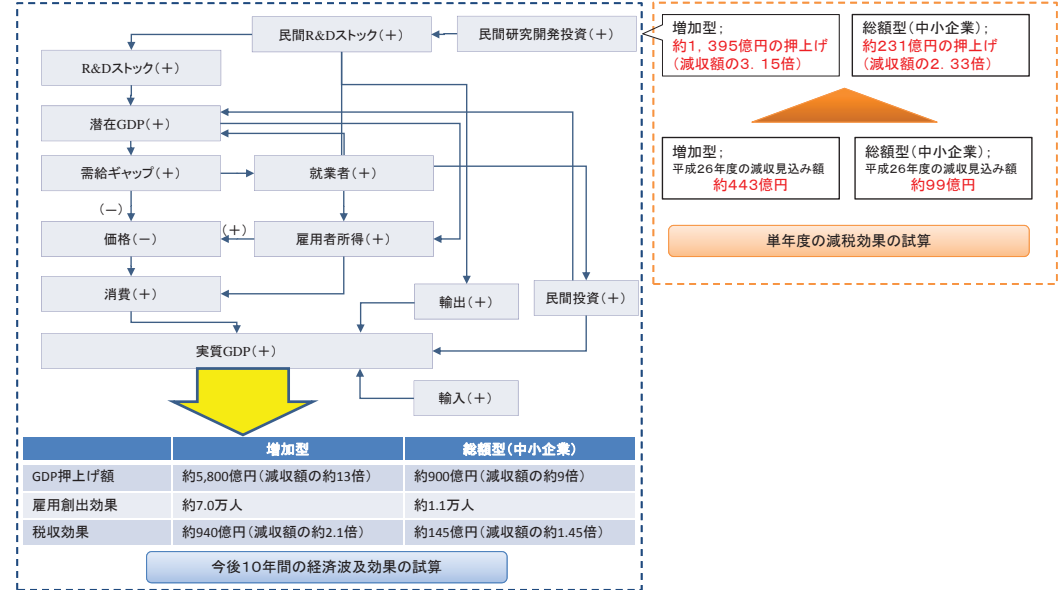 民間R&Dストック(+)
民間研究開発投資(+)
R&Dストック(+)
潜在GDP(+)
需給ギャップ(+)
就業者(+)
(-)
(+)
価格(-)
雇用者所得(+)
消費(+)
輸出(+)
民間投資(+)
実質GDP(+)
輸入(+)
増加型
総額型(中小企業)
GDP押上げ額
約5,800億円(減収額の約13倍)
約900億円(減収額の約9倍)
雇用創出効果
約7.0万人
約1.1万人
税収効果
約940億円(減収額の約2.1倍)
約145億円(減収額の約1.45倍)
今後10年間の経済波及効果の試算
増加型;
約1,395億円の押上げ
(減収額の3.15倍)
総額型(中小企業);
約231億円の押上げ
(減収額の2.33倍)
増加型;
平成26年度の減収見込み額
約443億円
総額型(中小企業);
平成26年度の減収見込み額
約99億円
単年度の減税効果の試算